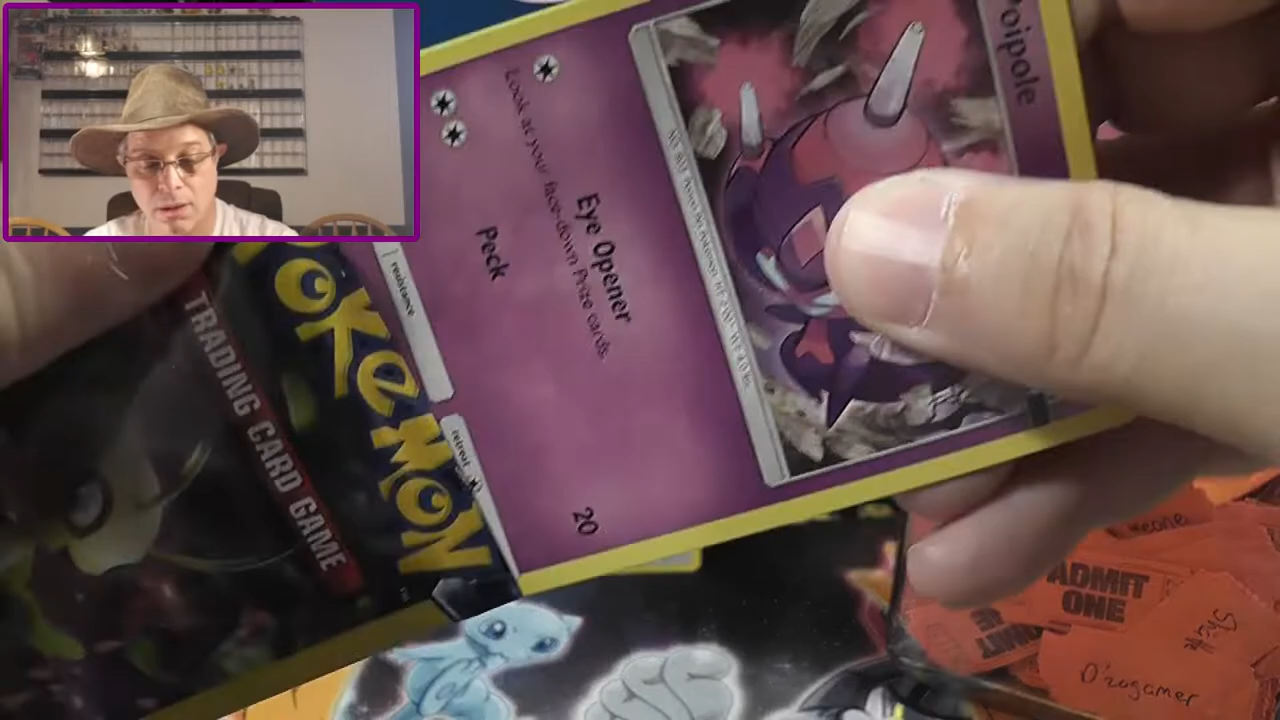 Poipole
Eye Opener
Look at your face-down Prize cards.
Peck
20
resistance
retreat
POKéMON
TRADING CARD GAME
ADMIT
ONE
D'zogamer